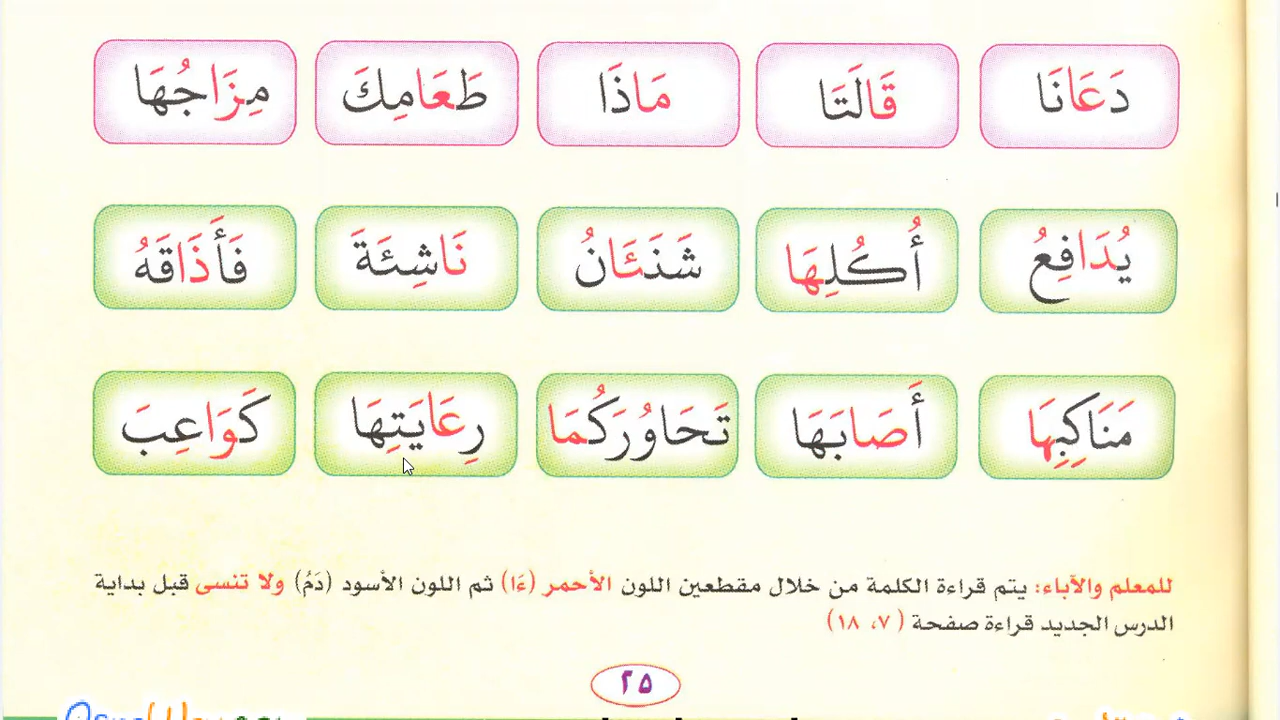 دَعَانَا قَالَتَا مَاذَا طَعَامِكَ مِزَاجُهَا
يُدَافِعُ أُكُلِهَا شَنَئَانُ نَاشِئَةَ فَأَذَاقَهُ
مَنَاكِبِهَا أَصَابَهَا تَحَاوُرَكُمَا رِعَايَتِهَا كَوَاعِبَ
للمعلم والآباء: يتم قراءة الكلمة من خلال مقطعين اللون الأحمر (ءَا) ثم اللون الأسود (دَمُ) ولا تنسى قبل بداية
الدرس الجديد قراءة صفحة (٧، ١٨)
٢٥